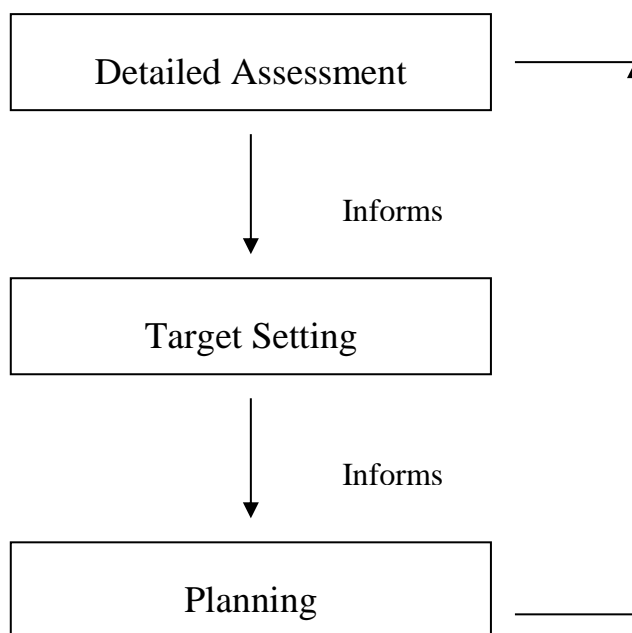 Detailed Assessment
Informs
Target Setting
Informs
Planning